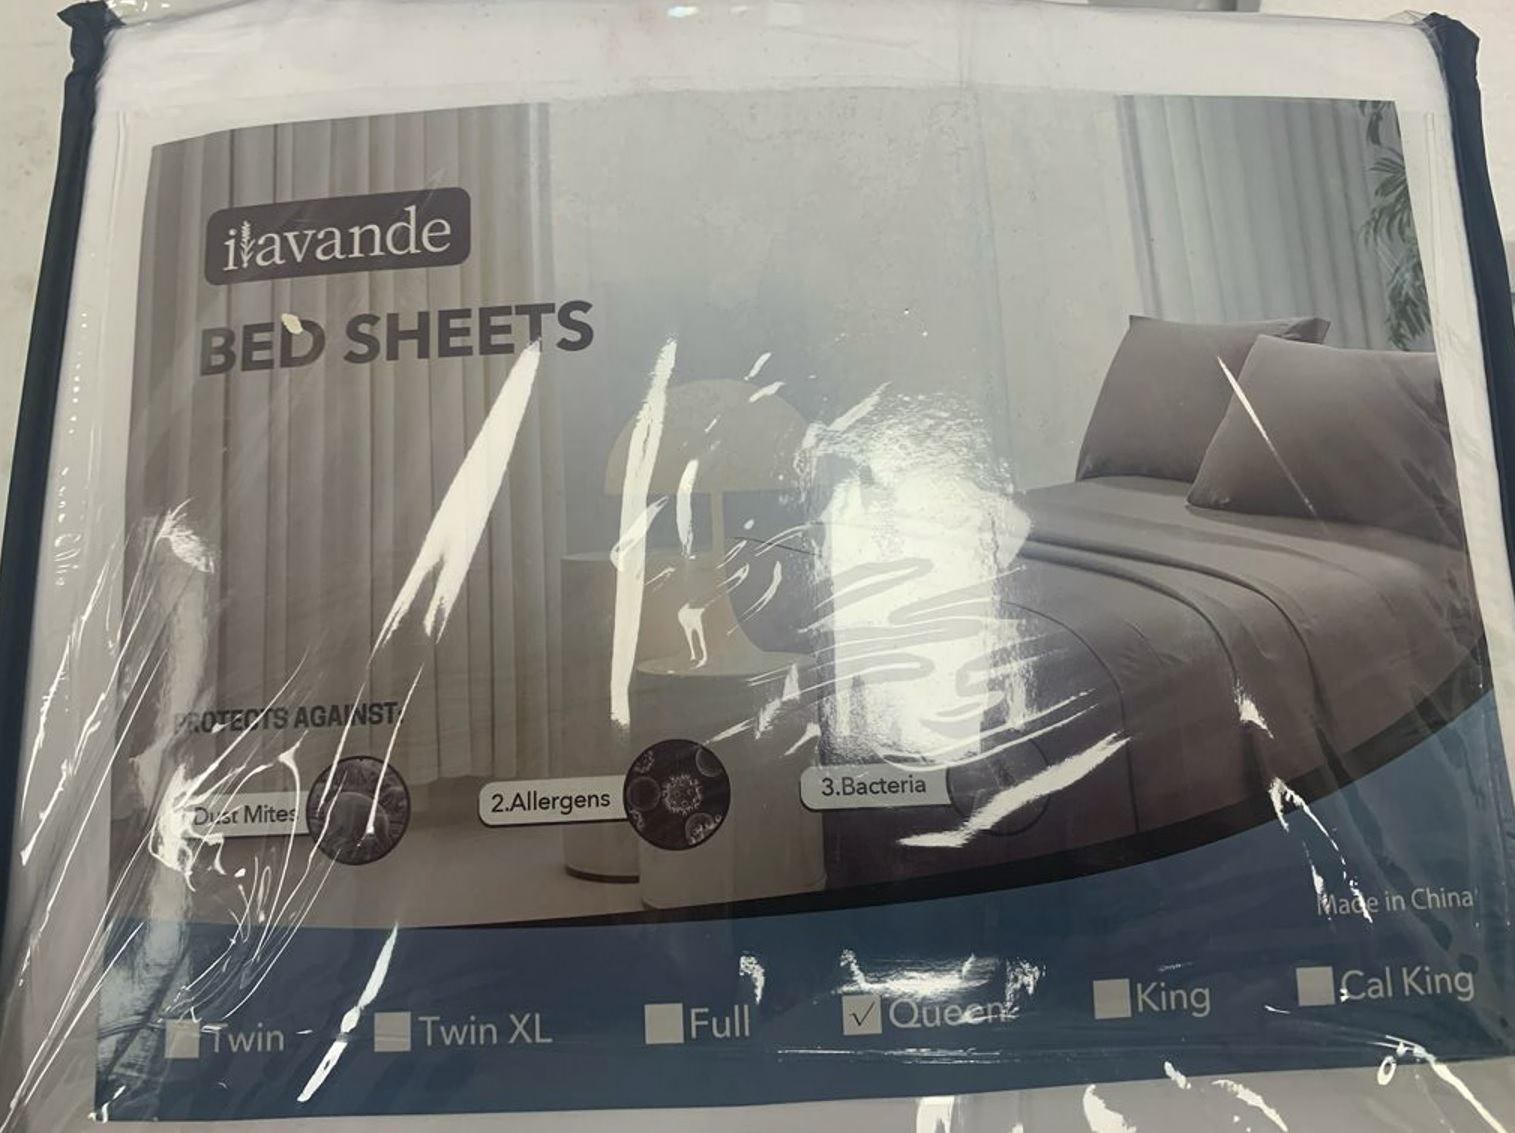 ilavande
BED SHEETS
PROTECTS AGAINST:
Dust Mites
2.Allergens
3.Bacteria
Made in China
Twin
Twin XL
Full
Queen
King
Cal King